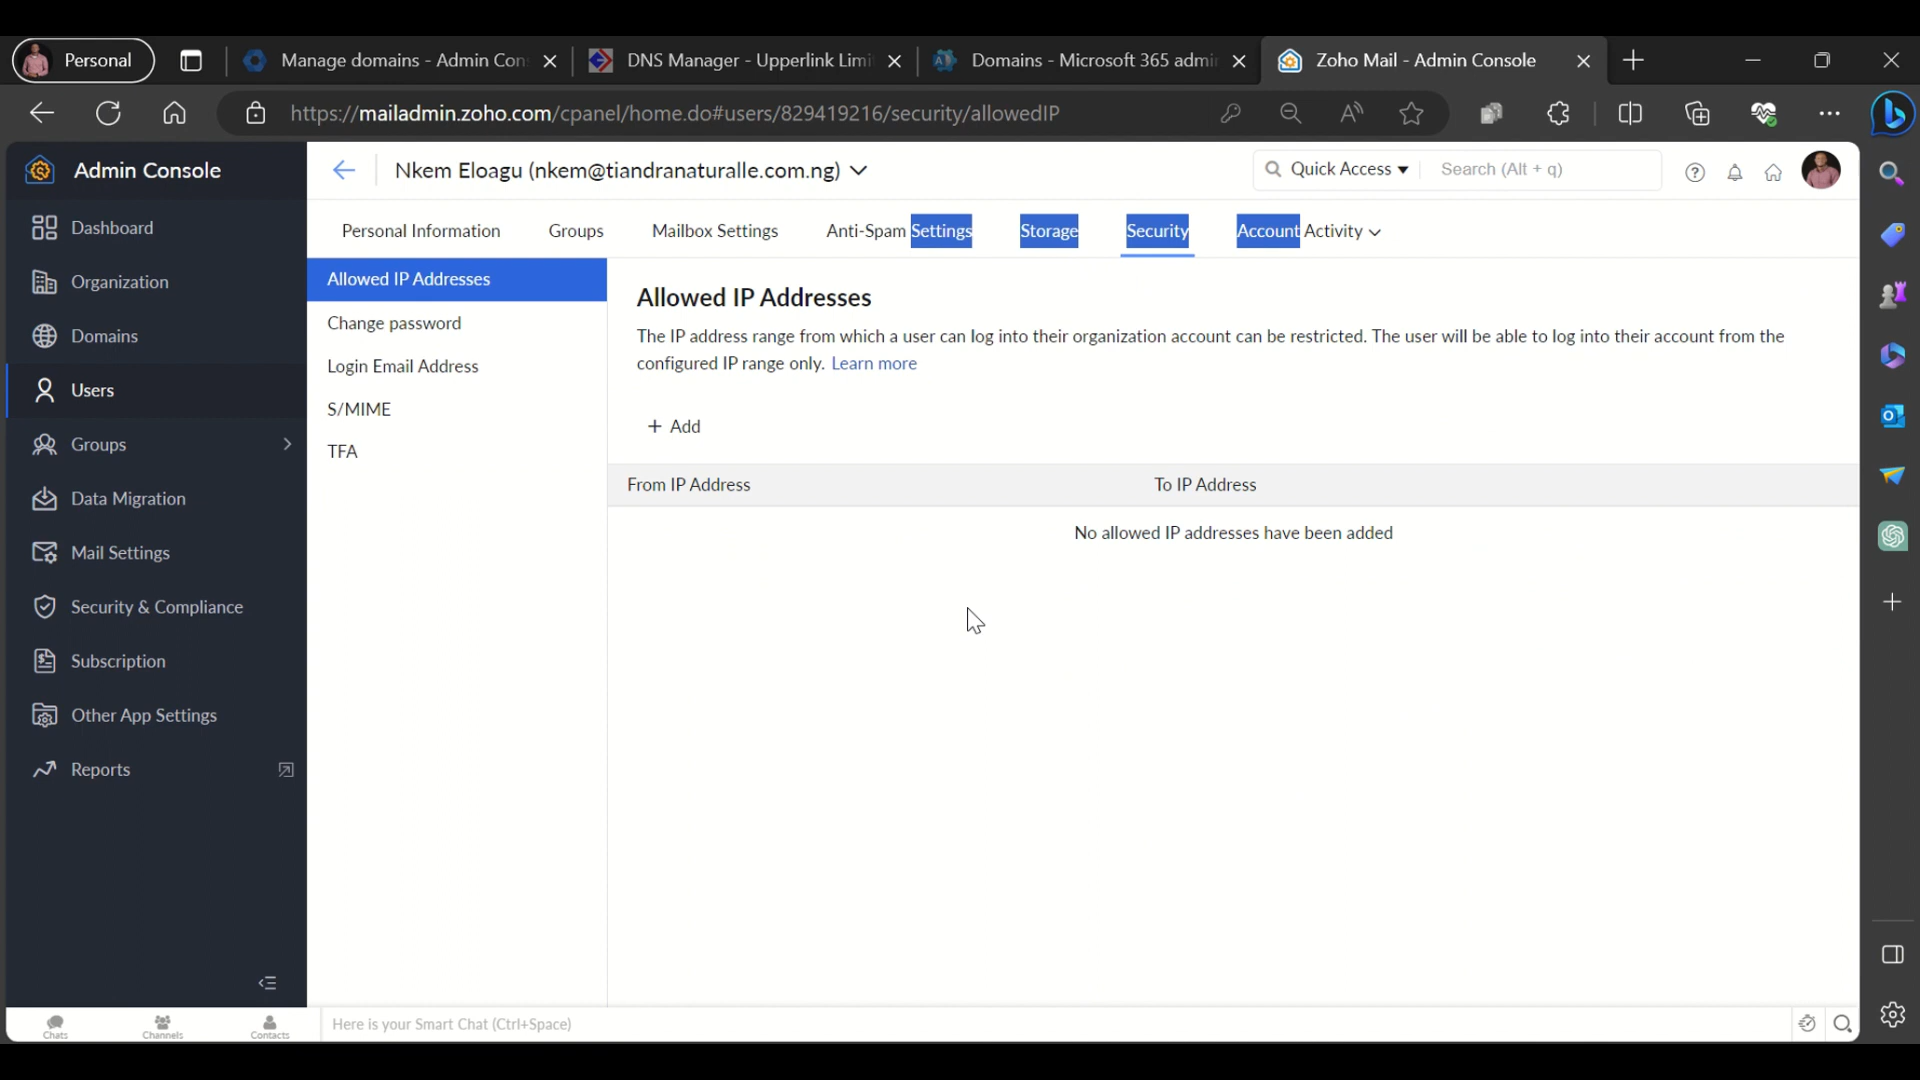 Personal
Manage domains - Admin Con
DNS Manager - Upperlink Limi
Domains - Microsoft 365 admi
Zoho Mail - Admin Console
https://mailadmin.zoho.com/cpanel/home.do#users/829419216/security/allowedIP
Admin Console
Nkem Eloagu (nkem@tiandranaturalle.com.ng)
Quick Access
Search (Alt + q)
Dashboard
Organization
Domains
Users
Groups
Data Migration
Mail Settings
Security & Compliance
Subscription
Other App Settings
Reports
Personal Information
Groups
Mailbox Settings
Anti-Spam Settings
Storage
Security
Account Activity
Allowed IP Addresses
Change password
Login Email Address
S/MIME
TFA
Allowed IP Addresses
The IP address range from which a user can log into their organization account can be restricted. The user will be able to log into their account from the
configured IP range only. Learn more
+ Add
From IP Address
To IP Address
No allowed IP addresses have been added
Chats
Channels
Contacts
Here is your Smart Chat (Ctrl+Space)